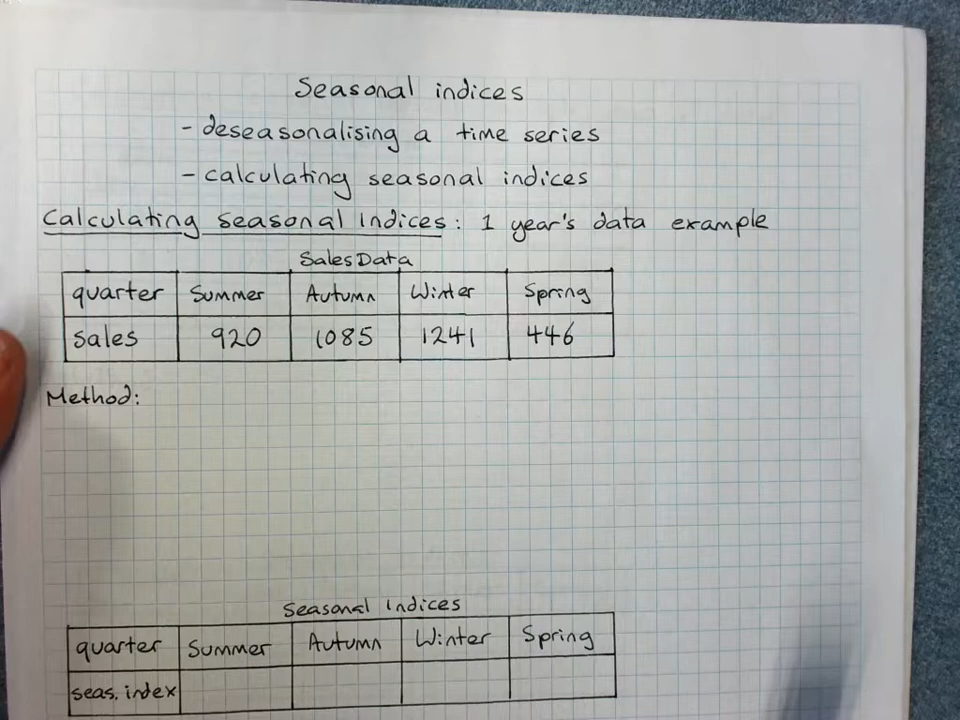 Seasonal indices
- deseasonalising a time series
- calculating seasonal indices
Calculating seasonal Indices: 1 year's data example
Sales Data
quarter Summer Autumn Winter Spring
sales 920 1085 1241 446
Method:
Seasonal Indices
quarter Summer Autumn Winter Spring
seas. index